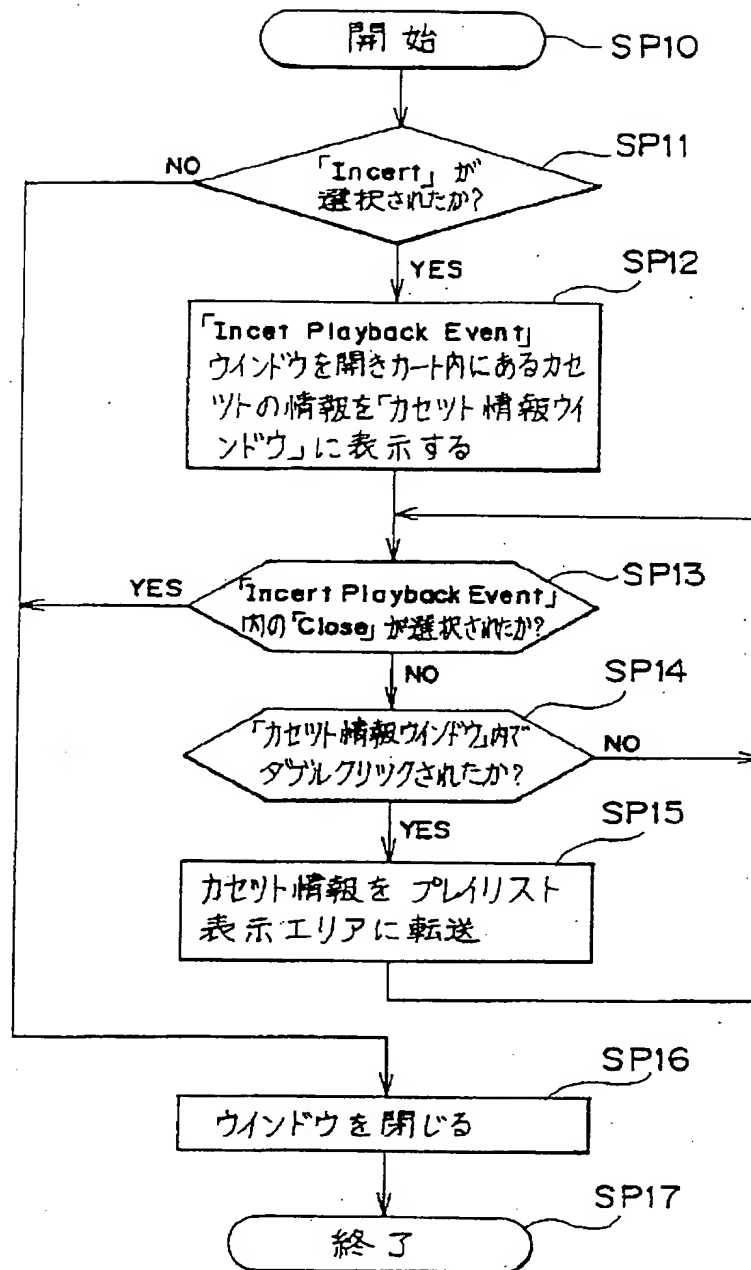 開始
SP10
SP11
NO
「Incert」が
選択されたか?
YES
SP12
「Incet Playback Event」
ウインドウを開きカート内にあるカセ
ツトの情報を「カセツト情報ウイ
ンドウ」に表示する
YES
SP13
「Incert Playback Event」
内の「Close」が選択されたか?
NO
SP14
「カセツト情報ウインドウ」内で
ダブルクリツクされたか?
NO
YES
SP15
カセツト情報をプレイリスト
表示エリアに転送
SP16
ウインドウを閉じる
SP17
終了